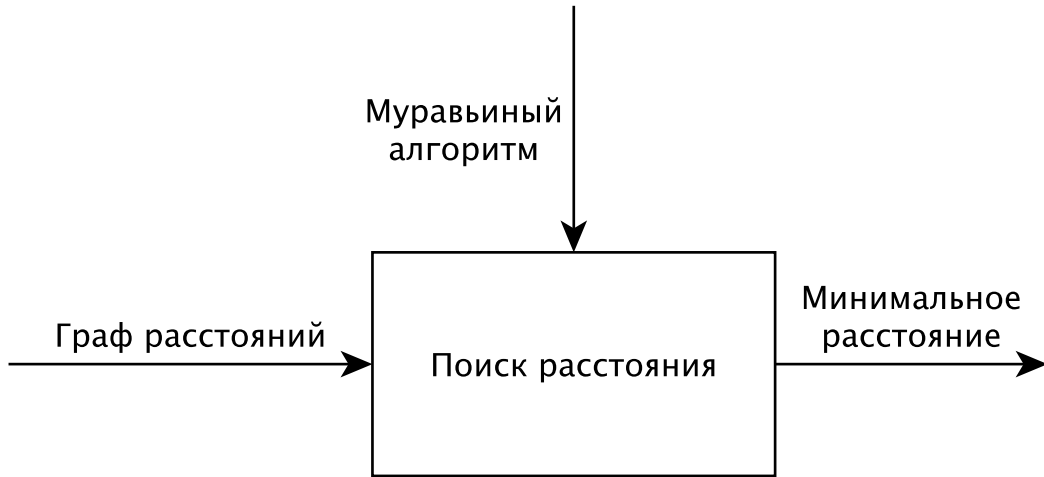 Муравьиный
алгоритм
Граф расстояний
Поиск расстояния
Минимальное
расстояние